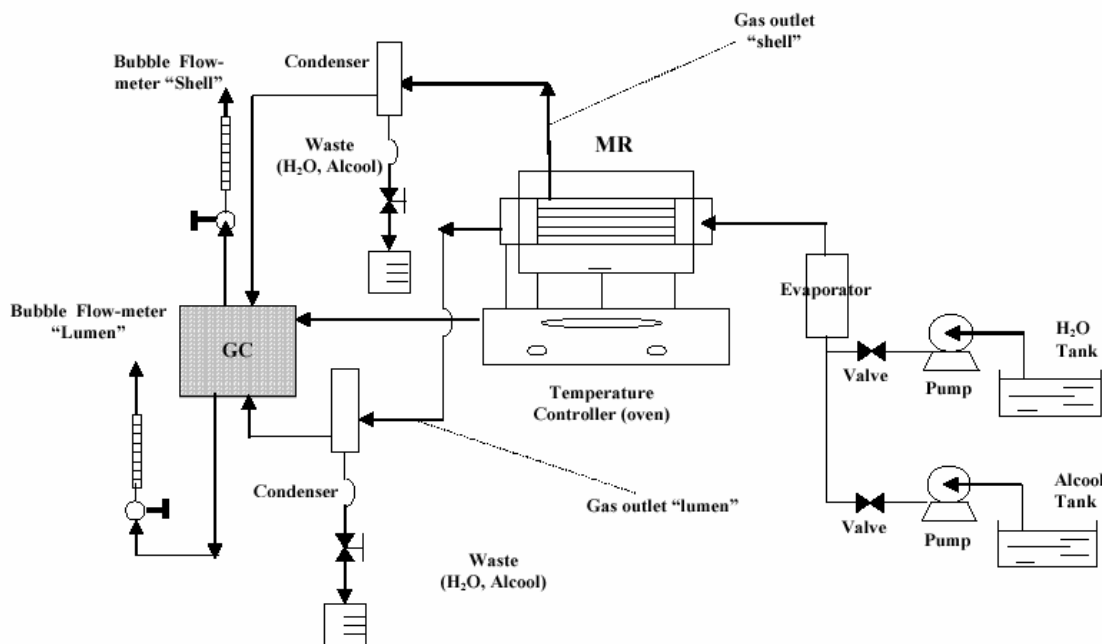 Gas outlet
“shell”
Bubble Flow-
meter “Shell”
Condenser
Waste
(H₂O, Alcool)
MR
Bubble Flow-meter
“Lumen”
GC
Evaporator
H₂O
Tank
Valve
Pump
Temperature
Controller (oven)
Condenser
Gas outlet “lumen”
Alcool
Tank
Valve
Pump
Waste
(H₂O, Alcool)